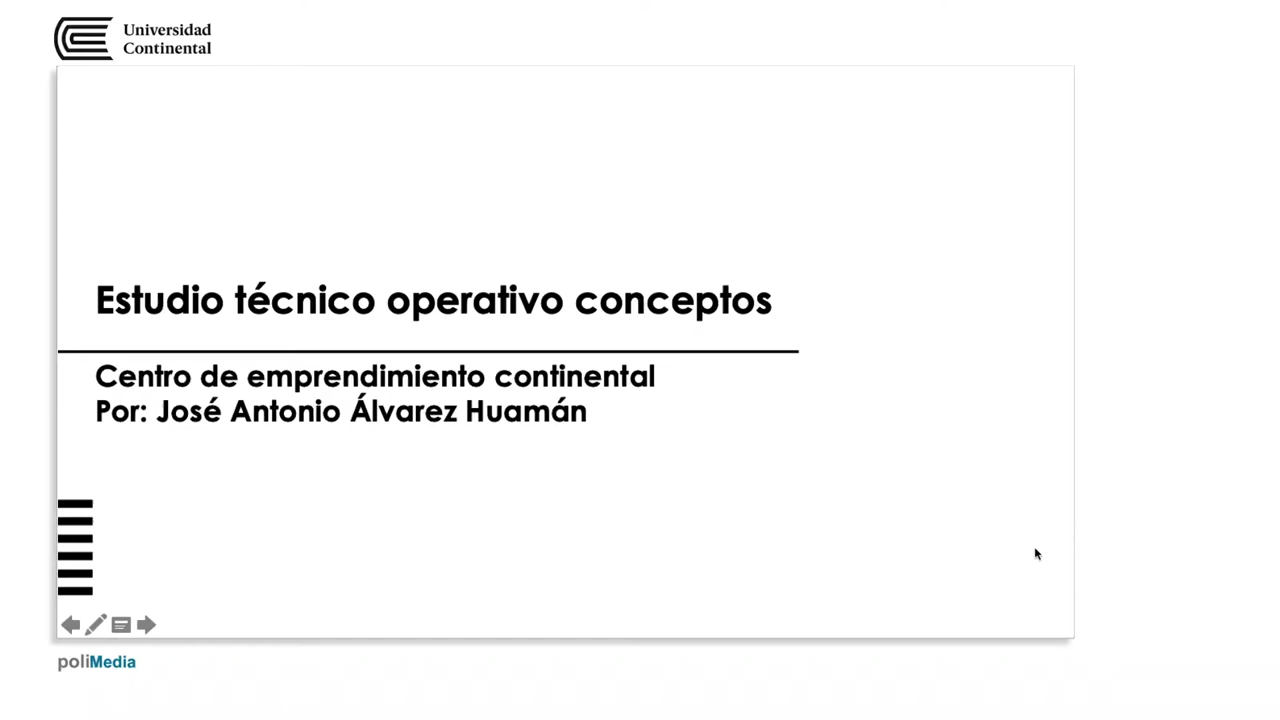 Universidad
Continental
Estudio técnico operativo conceptos
Centro de emprendimiento continental
Por: José Antonio Álvarez Huamán
poliMedia